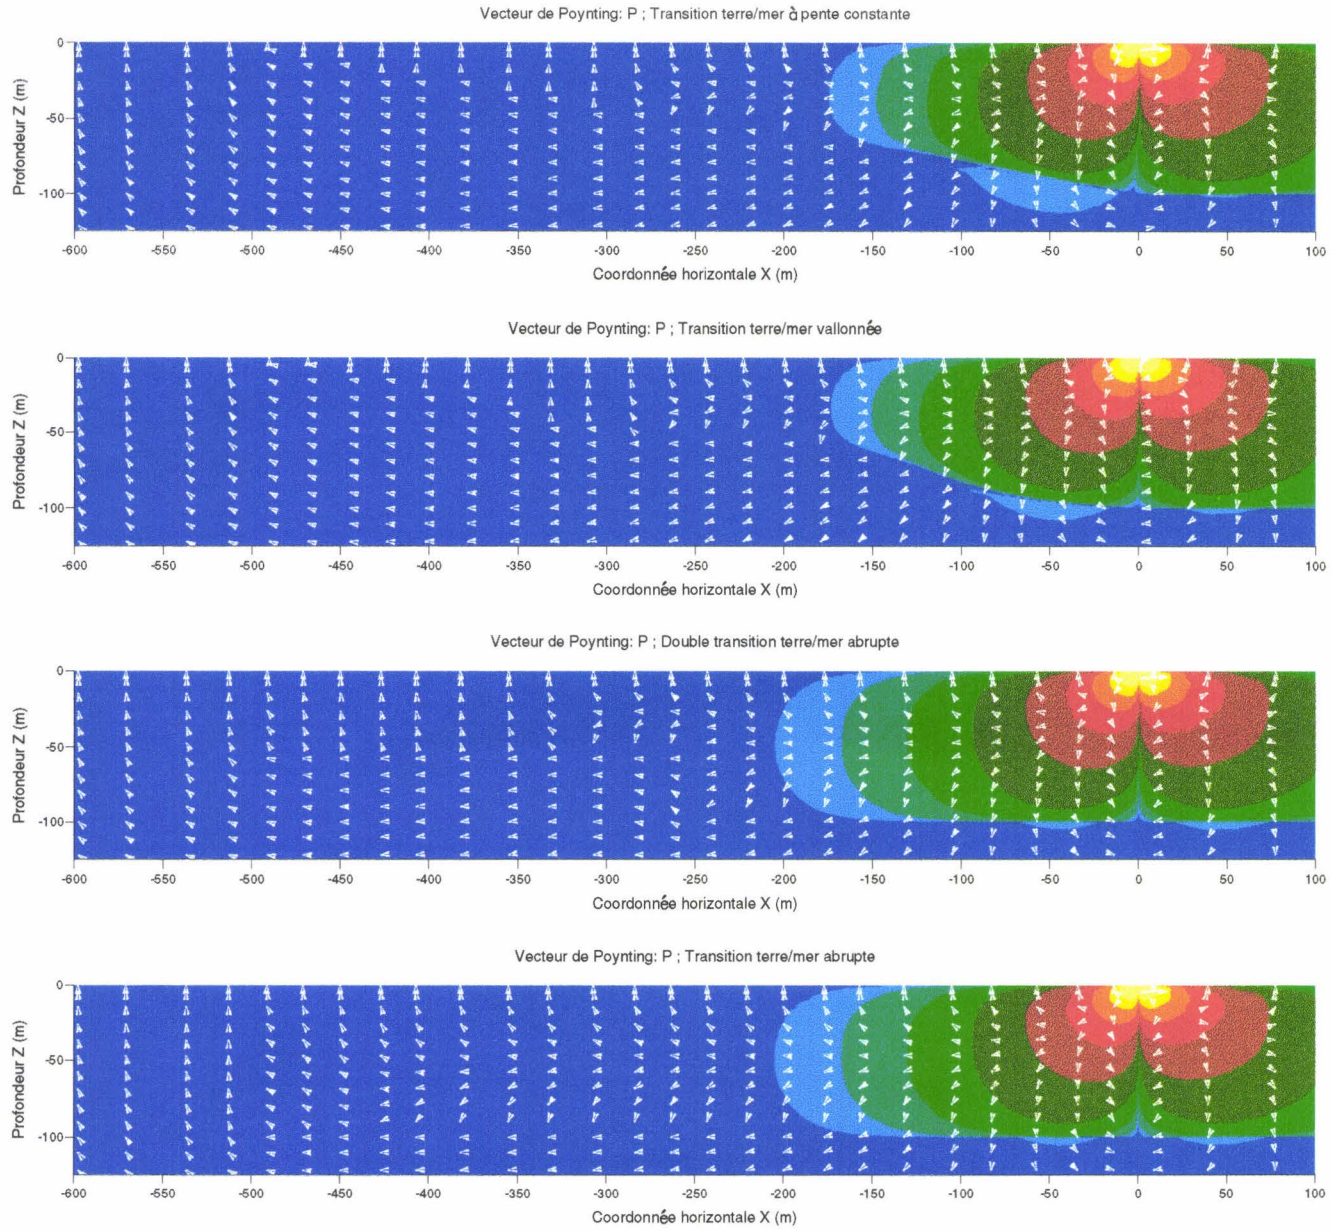 Vecteur de Poynting: P ; Transition terre/mer à pente constante
Profondeur Z (m)
0
-50
-100
-600 -550 -500 -450 -400 -350 -300 -250 -200 -150 -100 -50 0 50 100
Coordonnée horizontale X (m)
Vecteur de Poynting: P ; Transition terre/mer vallonnée
Profondeur Z (m)
0
-50
-100
-600 -550 -500 -450 -400 -350 -300 -250 -200 -150 -100 -50 0 50 100
Coordonnée horizontale X (m)
Vecteur de Poynting: P ; Double transition terre/mer abrupte
Profondeur Z (m)
0
-50
-100
-600 -550 -500 -450 -400 -350 -300 -250 -200 -150 -100 -50 0 50 100
Coordonnée horizontale X (m)
Vecteur de Poynting: P ; Transition terre/mer abrupte
Profondeur Z (m)
0
-50
-100
-600 -550 -500 -450 -400 -350 -300 -250 -200 -150 -100 -50 0 50 100
Coordonnée horizontale X (m)